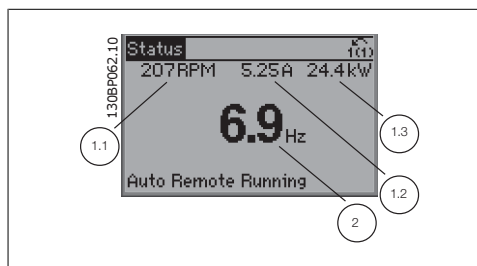 130BP062.10
Status
1(1)
207RPM 5.25A 24.4kW
6.9Hz
Auto Remote Running
1.1
1.3
1.2
2